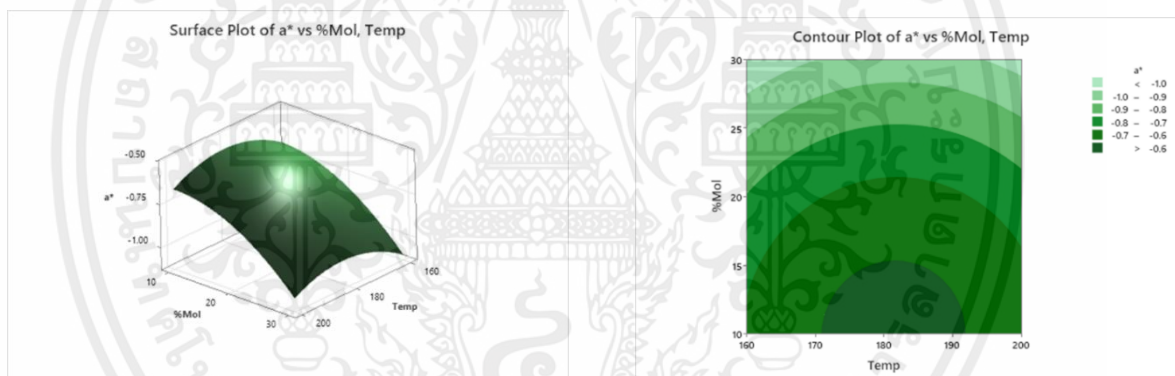 Surface Plot of a* vs %Mol, Temp
-0.50
a* -0.75
-1.00
10
20
30
%Mol
160
180
200
Temp
Contour Plot of a* vs %Mol, Temp
30
25
20
15
10
%Mol
160 170 180 190 200
Temp
a*
< -1.0
-1.0 – -0.9
-0.9 – -0.8
-0.8 – -0.7
-0.7 – -0.6
> -0.6